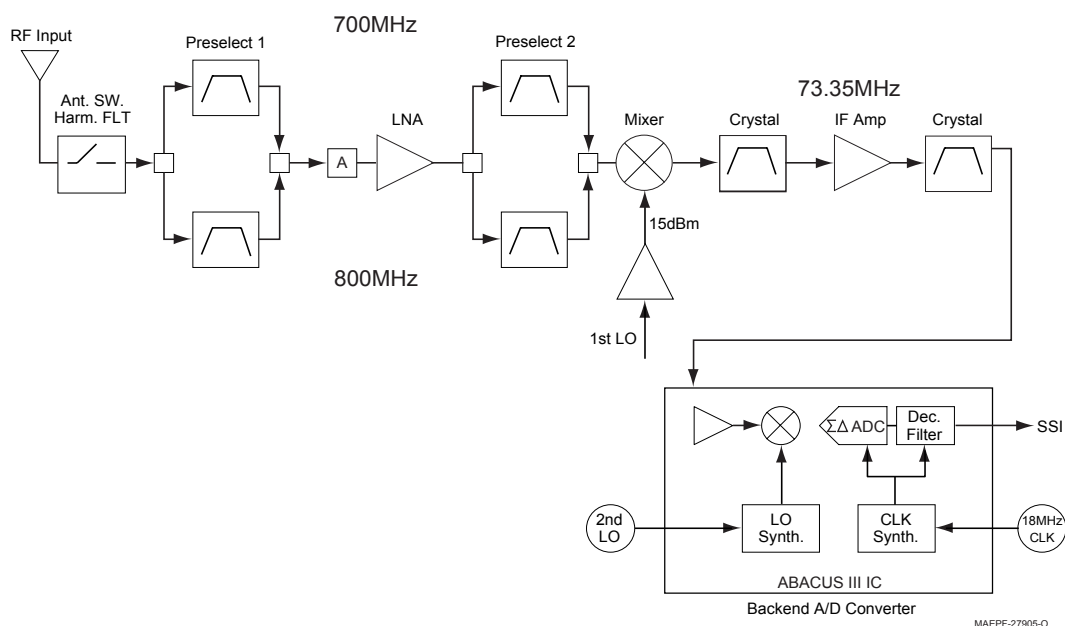 700MHz
RF Input
Preselect 1
Preselect 2
Ant. SW.
Harm. FLT
LNA
73.35MHz
Mixer
Crystal
IF Amp
Crystal
A
15dBm
800MHz
1st LO
ΣΔ ADC
Dec.
Filter
SSI
2nd
LO
LO
Synth.
CLK
Synth.
18MHz
CLK
ABACUS III IC
Backend A/D Converter
MAEPF-27905-O